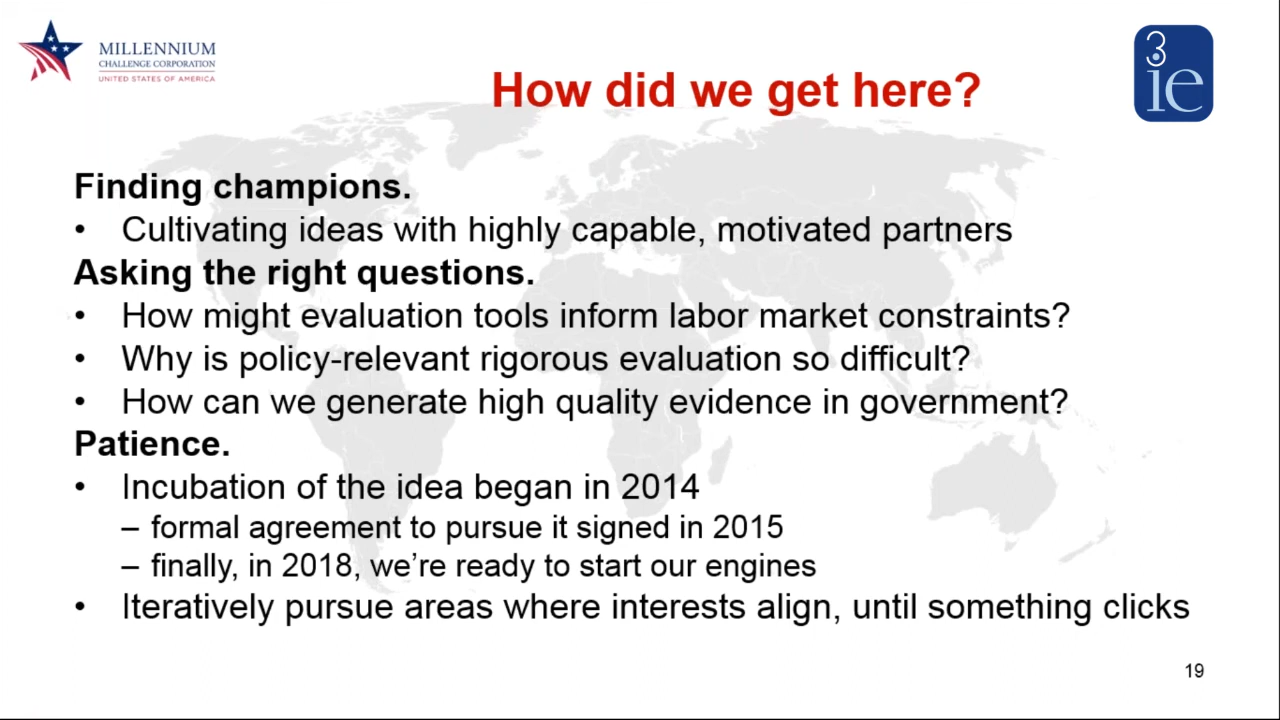 MILLENNIUM
CHALLENGE CORPORATION
UNITED STATES OF AMERICA
3ie
How did we get here?
Finding champions.
• Cultivating ideas with highly capable, motivated partners
Asking the right questions.
• How might evaluation tools inform labor market constraints?
• Why is policy-relevant rigorous evaluation so difficult?
• How can we generate high quality evidence in government?
Patience.
• Incubation of the idea began in 2014
– formal agreement to pursue it signed in 2015
– finally, in 2018, we’re ready to start our engines
• Iteratively pursue areas where interests align, until something clicks
19